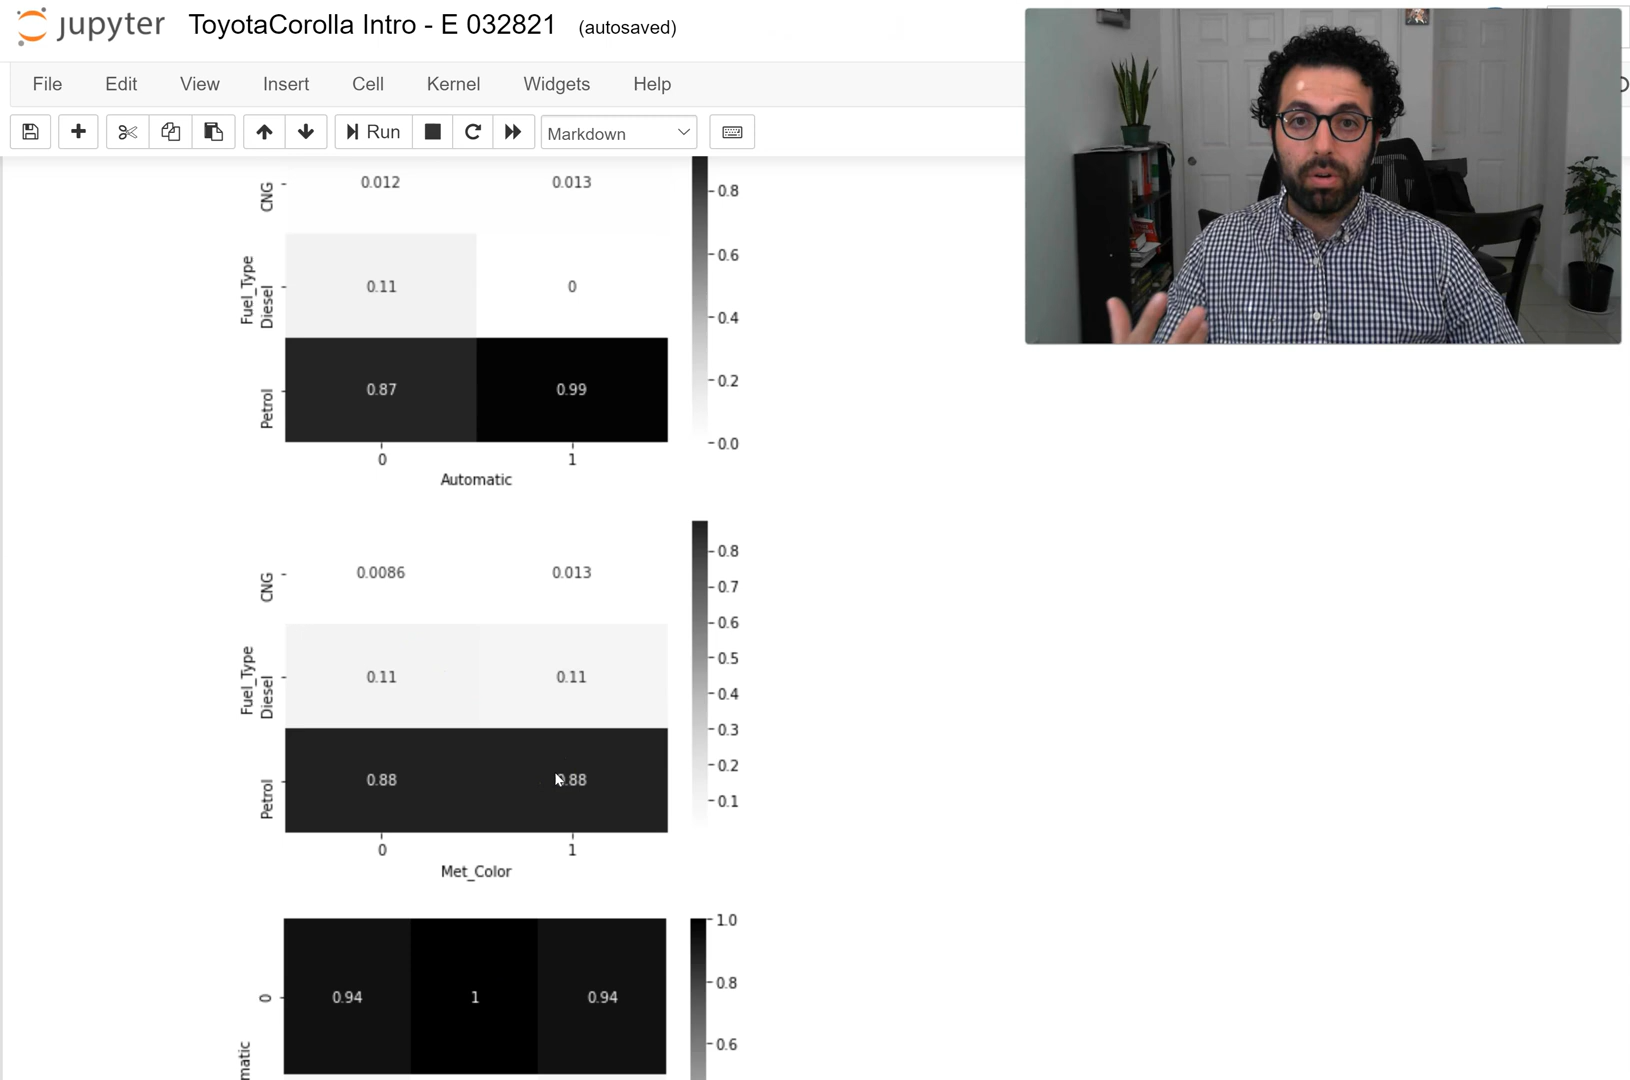 jupyter ToyotaCorolla Intro - E 032821 (autosaved)
File Edit View Insert Cell Kernel Widgets Help
Run Markdown
CNG 0.012 0.013
Fuel_Type
Diesel 0.11 0
Petrol 0.87 0.99
0 1
Automatic
0.8
0.6
0.4
0.2
0.0
CNG 0.0086 0.013
Fuel_Type
Diesel 0.11 0.11
Petrol 0.88 .88
0 1
Met_Color
0.8
0.7
0.6
0.5
0.4
0.3
0.2
0.1
0 0.94 1 0.94
matic
1.0
0.8
0.6